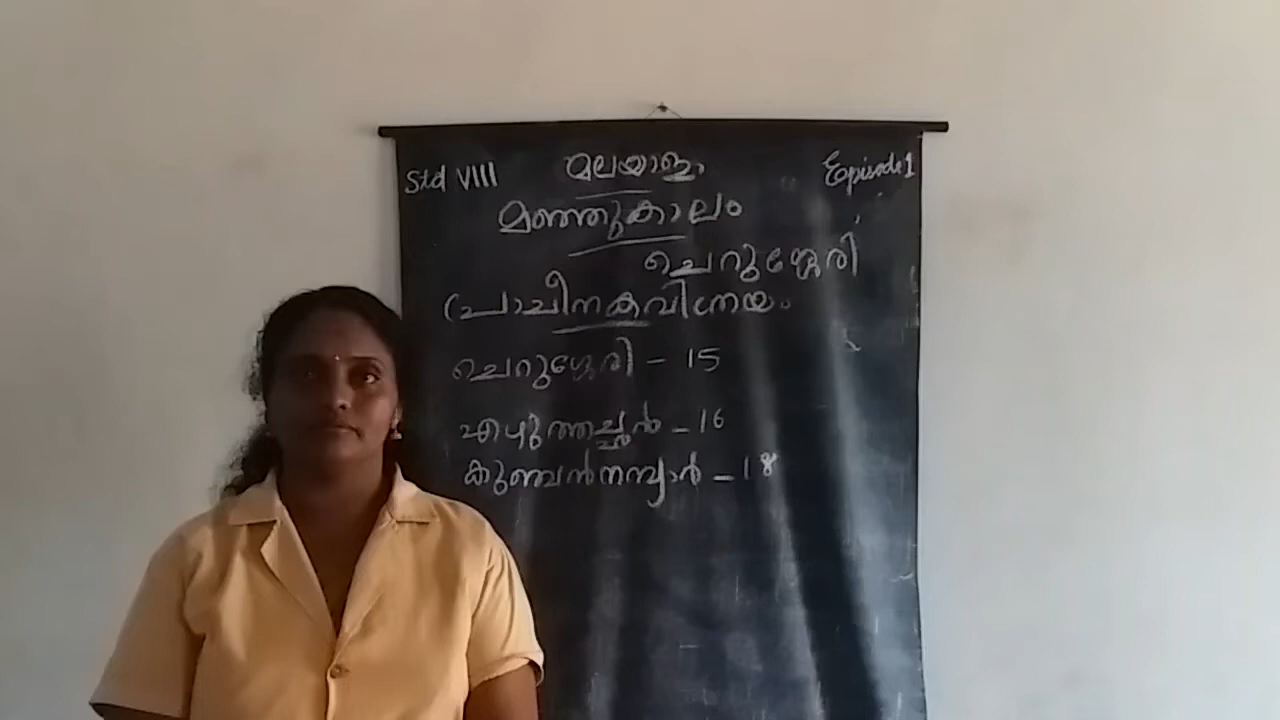 Std VIII മലയാളം Episode 1
മഞ്ഞുകാലം
ചെറുശ്ശേരി
പ്രാചീനകവിത്രയം
ചെറുശ്ശേരി – 15
എഴുത്തച്ഛൻ – 16
കുഞ്ചൻനമ്പ്യാർ – 18